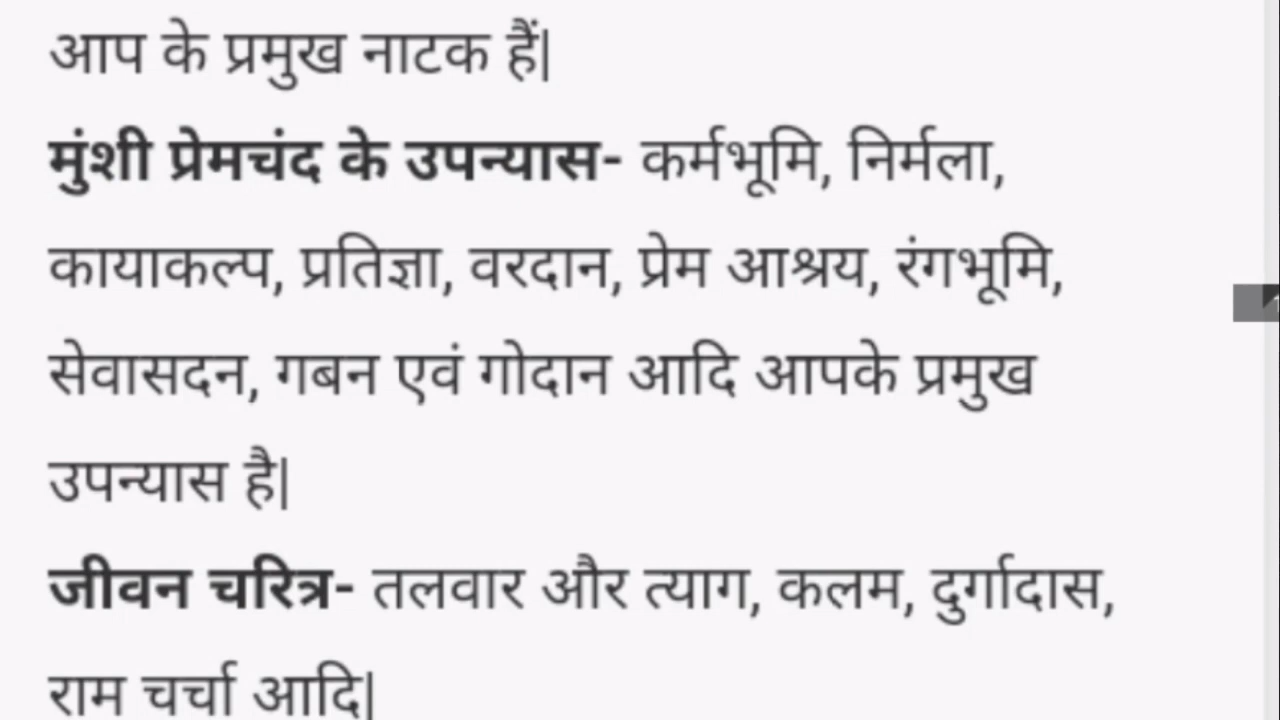 आप के प्रमुख नाटक हैं|
मुंशी प्रेमचंद के उपन्यास- कर्मभूमि, निर्मला,
कायाकल्प, प्रतिज्ञा, वरदान, प्रेम आश्रय, रंगभूमि,
सेवासदन, गबन एवं गोदान आदि आपके प्रमुख
उपन्यास है|
जीवन चरित्र- तलवार और त्याग, कलम, दुर्गादास,
राम चर्चा आदि|